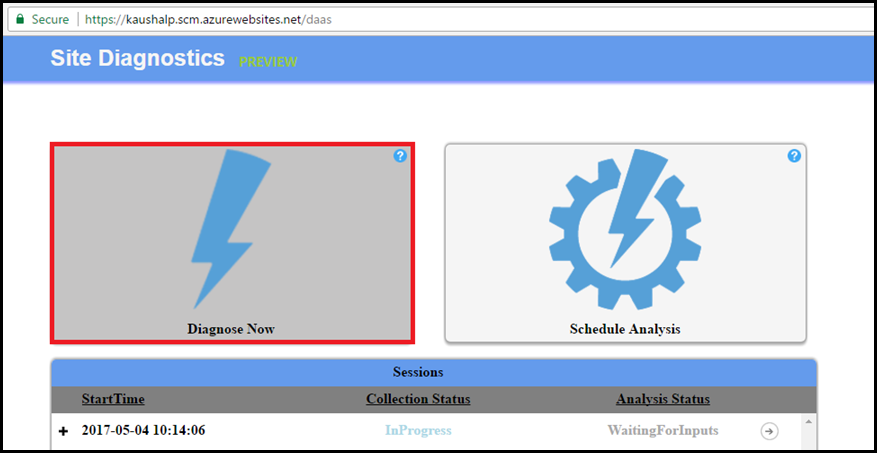 Secure | https://kaushalp.scm.azurewebsites.net/daas
Site Diagnostics PREVIEW
?
?
Diagnose Now
Schedule Analysis
Sessions
StartTime Collection Status Analysis Status
+ 2017-05-04 10:14:06 InProgress WaitingForInputs